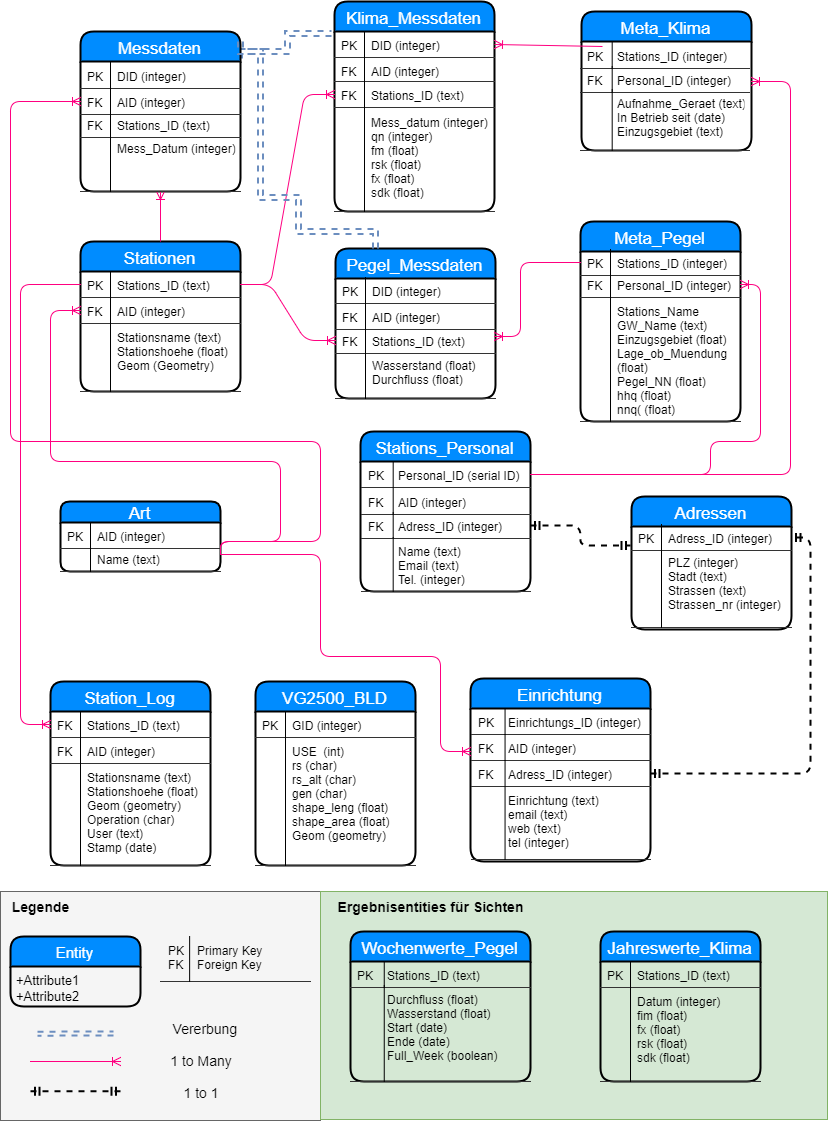 Messdaten
PK DID (integer)
FK AID (integer)
FK Stations_ID (text)
Mess_Datum (integer)
Klima_Messdaten
PK DID (integer)
FK AID (integer)
FK Stations_ID (text)
Mess_datum (integer)
qn (integer)
fm (float)
rsk (float)
fx (float)
sdk (float)
Meta_Klima
PK Stations_ID (integer)
FK Personal_ID (integer)
Aufnahme_Geraet (text)
In Betrieb seit (date)
Einzugsgebiet (text)
Stationen
PK Stations_ID (text)
FK AID (integer)
Stationsname (text)
Stationshoehe (float)
Geom (Geometry)
Pegel_Messdaten
PK DID (integer)
FK AID (integer)
FK Stations_ID (text)
Wasserstand (float)
Durchfluss (float)
Meta_Pegel
PK Stations_ID (integer)
FK Personal_ID (integer)
Stations_Name
GW_Name (text)
Einzugsgebiet (float)
Lage_ob_Muendung
(float)
Pegel_NN (float)
hhq (float)
nnq( (float)
Stations_Personal
PK Personal_ID (serial ID)
FK AID (integer)
FK Adress_ID (integer)
Name (text)
Email (text)
Tel. (integer)
Art
PK AID (integer)
Name (text)
Adressen
PK Adress_ID (integer)
PLZ (integer)
Stadt (text)
Strassen (text)
Strassen_nr (integer)
Station_Log
FK Stations_ID (text)
FK AID (integer)
Stationsname (text)
Stationshoehe (float)
Geom (geometry)
Operation (char)
User (text)
Stamp (date)
VG2500_BLD
PK GID (integer)
USE (int)
rs (char)
rs_alt (char)
gen (char)
shape_leng (float)
shape_area (float)
Geom (geometry)
Einrichtung
PK Einrichtungs_ID (integer)
FK AID (integer)
FK Adress_ID (integer)
Einrichtung (text)
email (text)
web (text)
tel (integer)
Legende
Entity
+Attribute1
+Attribute2
PK Primary Key
FK Foreign Key
Vererbung
1 to Many
1 to 1
Ergebnisentities für Sichten
Wochenwerte_Pegel
PK Stations_ID (text)
Durchfluss (float)
Wasserstand (float)
Start (date)
Ende (date)
Full_Week (boolean)
Jahreswerte_Klima
PK Stations_ID (text)
Datum (integer)
fim (float)
fx (float)
rsk (float)
sdk (float)